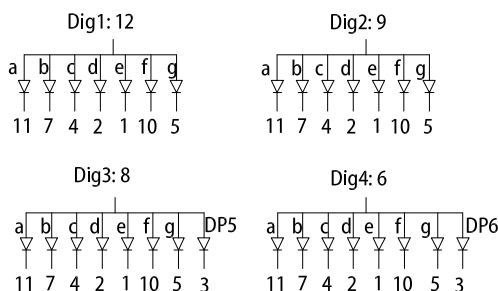 Dig1: 12
a b c d e f g
11 7 4 2 1 10 5
Dig2: 9
a b c d e f g
11 7 4 2 1 10 5
Dig3: 8
a b c d e f g DP5
11 7 4 2 1 10 5 3
Dig4: 6
a b c d e f g DP6
11 7 4 2 1 10 5 3